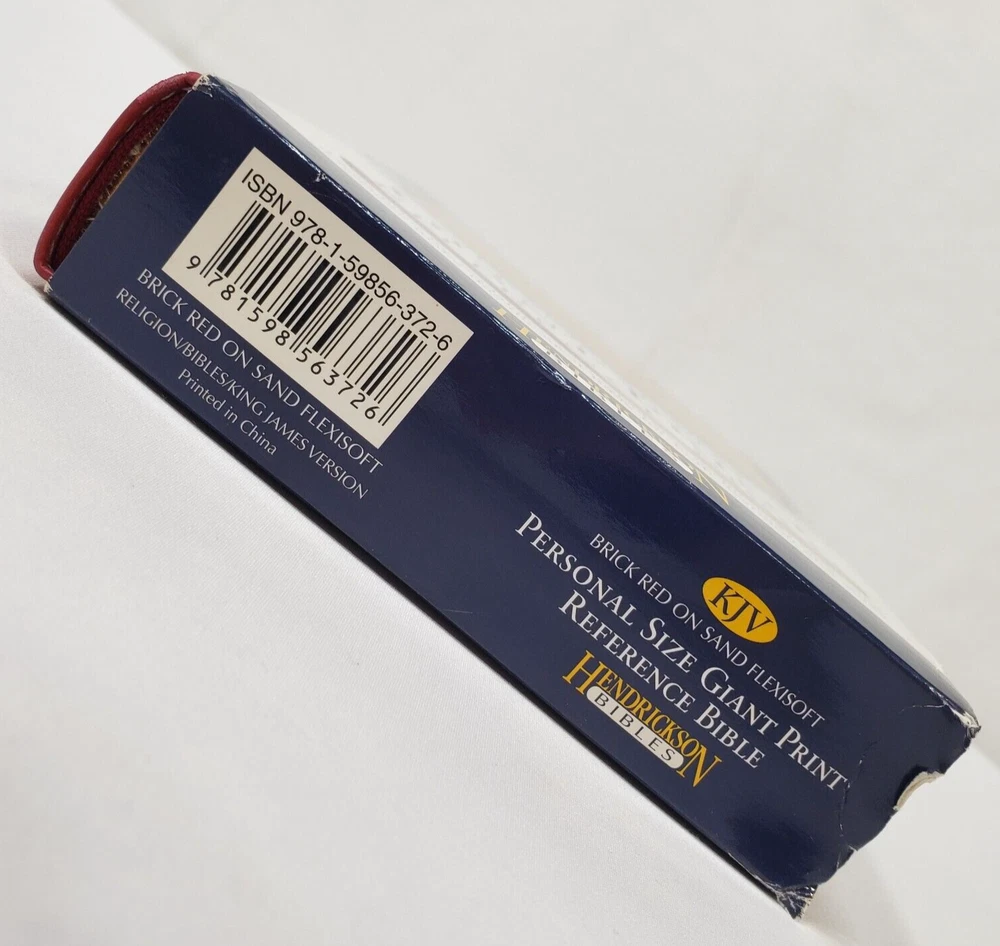 ISBN 978-1-59856-372-6
9 781598 563726
BRICK RED ON SAND FLEXISOFT
RELIGION/BIBLES/KING JAMES VERSION
Printed in China
KJV
BRICK RED ON SAND FLEXISOFT
PERSONAL SIZE GIANT PRINT
REFERENCE BIBLE
HENDRICKSON
BIBLES